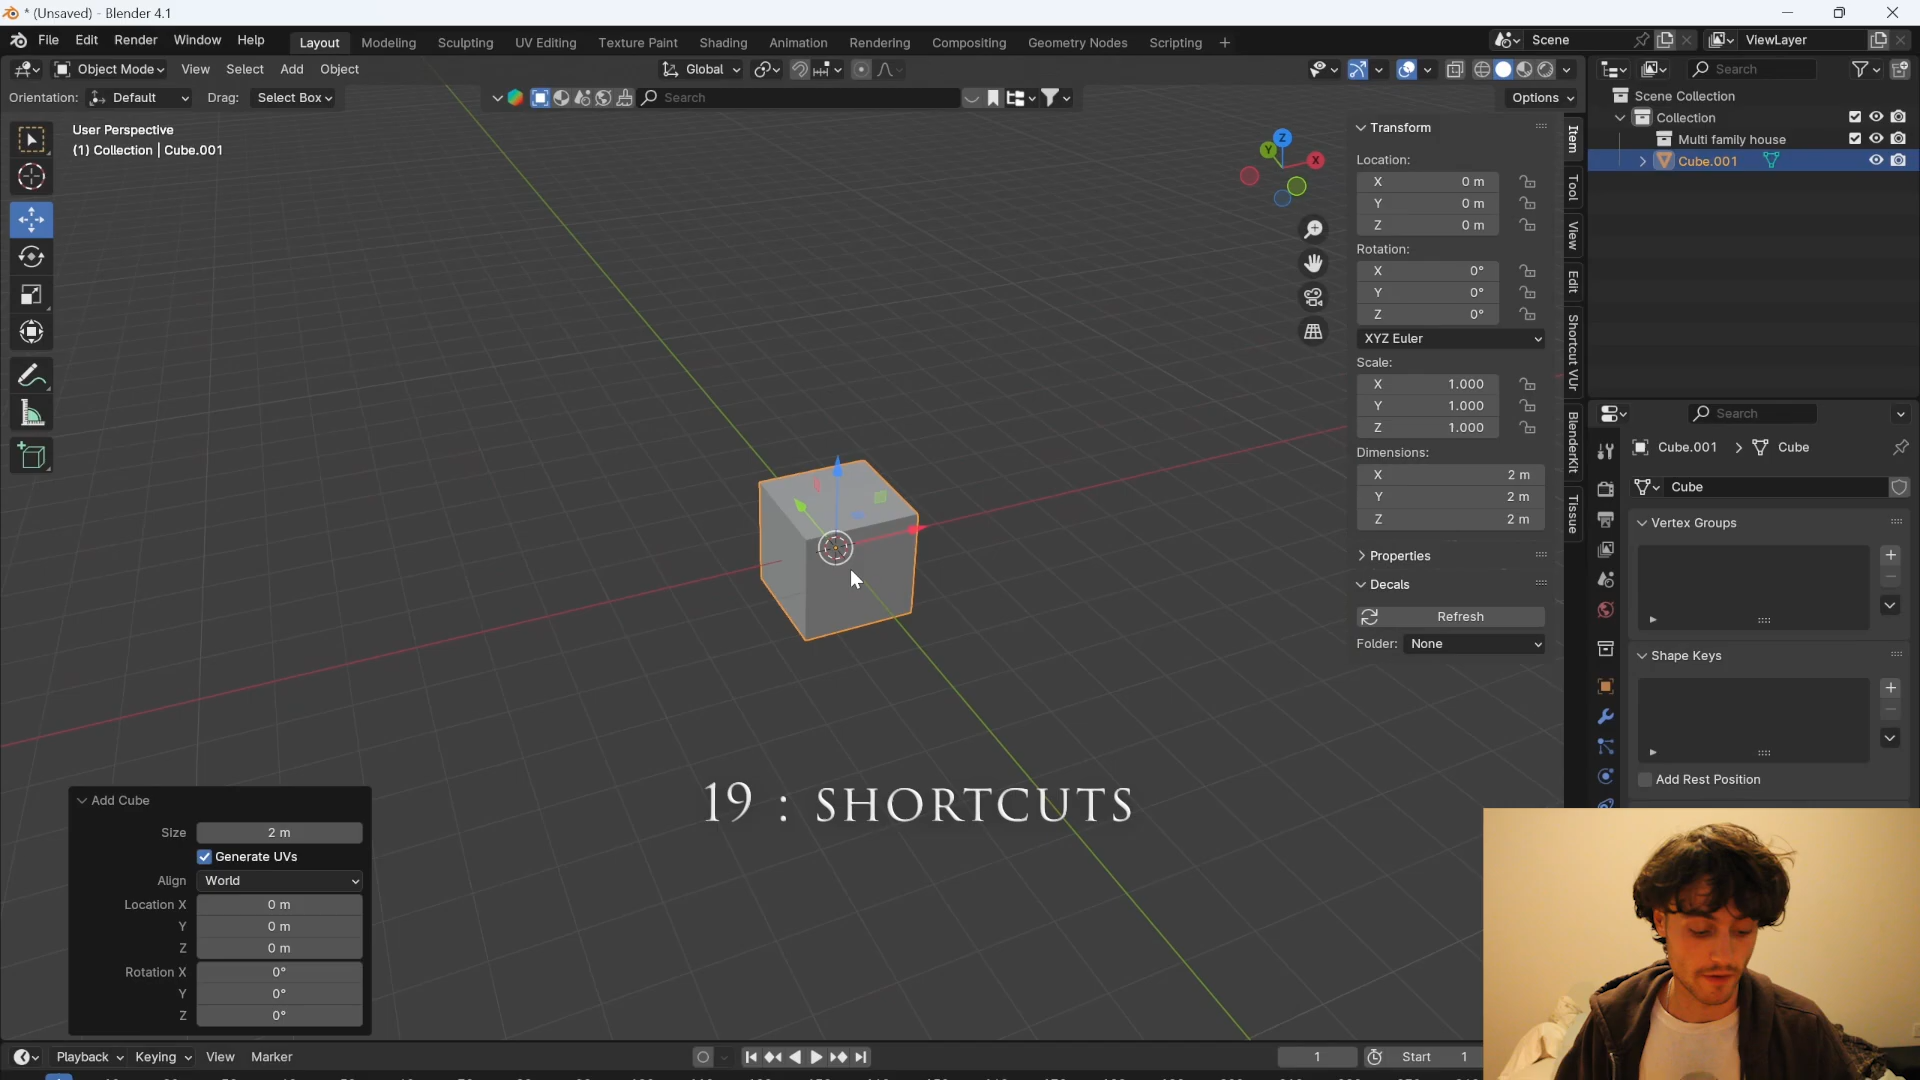 * (Unsaved) - Blender 4.1
File Edit Render Window Help Layout Modeling Sculpting UV Editing Texture Paint Shading Animation Rendering Compositing Geometry Nodes Scripting + Scene ViewLayer
Object Mode View Select Add Object Global Search
Orientation: Default Drag: Select Box Search Options
User Perspective
(1) Collection | Cube.001
Z
Y
X
Transform
Location:
X 0 m
Y 0 m
Z 0 m
Rotation:
X 0°
Y 0°
Z 0°
XYZ Euler
Scale:
X 1.000
Y 1.000
Z 1.000
Dimensions:
X 2 m
Y 2 m
Z 2 m
Properties
Decals
Refresh
Folder: None
Item
Tool
View
Edit
Shortcut VUr
BlenderKit
Tissue
Scene Collection
Collection
Multi family house
Cube.001
Search
Cube.001 > Cube
Cube
Vertex Groups
Shape Keys
Add Rest Position
19 : SHORTCUTS
Add Cube
Size 2 m
Generate UVs
Align World
Location X 0 m
Y 0 m
Z 0 m
Rotation X 0°
Y 0°
Z 0°
Playback Keying View Marker 1 Start 1